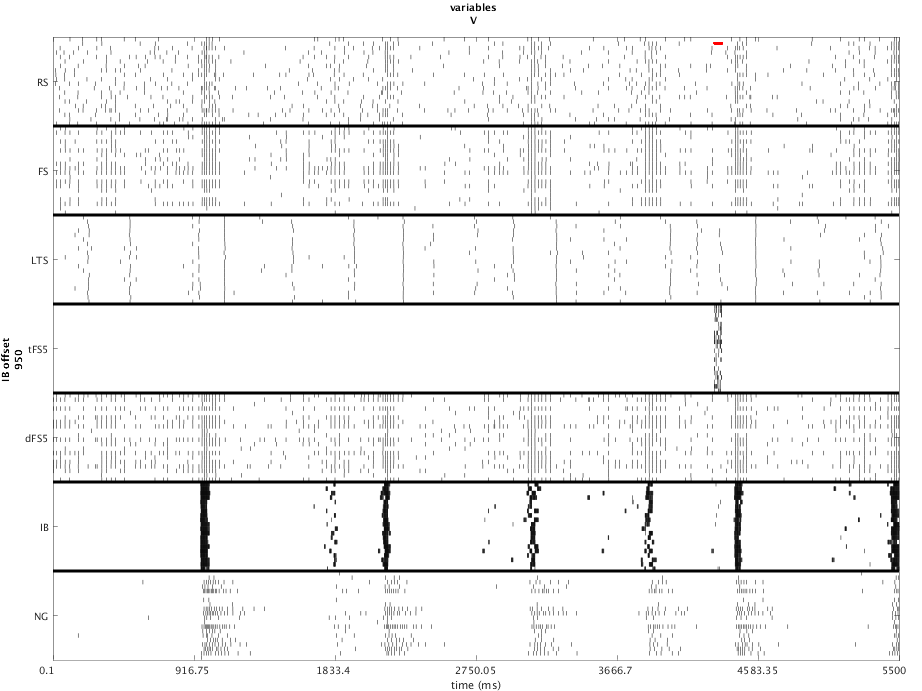 variables
V
RS
FS
LTS
tFS5
dFS5
IB
NG
IB offset
950
0.1
916.75
1833.4
2750.05
3666.7
4583.35
5500
time (ms)